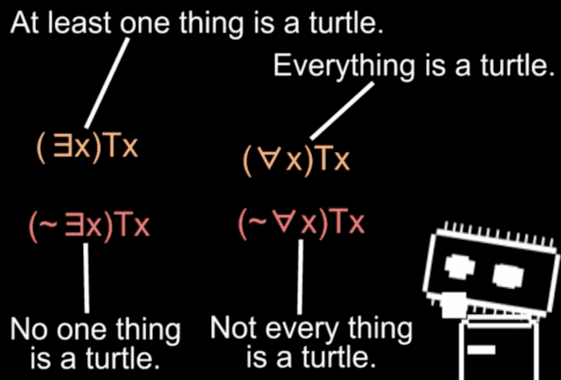 At least one thing is a turtle.
Everything is a turtle.
(∃x)Tx
(∀x)Tx
(~∃x)Tx
(~∀x)Tx
No one thing
is a turtle.
Not every thing
is a turtle.